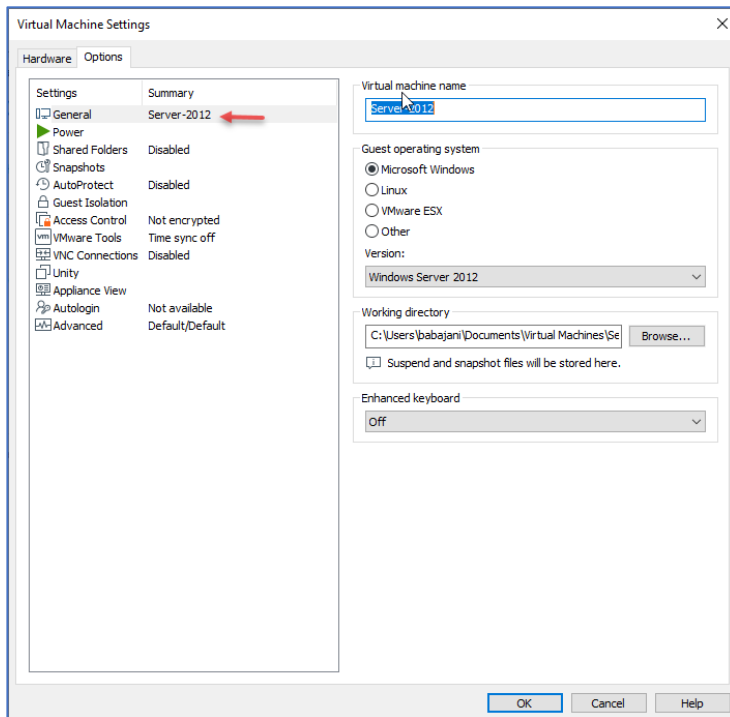 Virtual Machine Settings
Hardware Options
Settings Summary
General Server-2012
Power
Shared Folders Disabled
Snapshots
AutoProtect Disabled
Guest Isolation
Access Control Not encrypted
vm VMware Tools Time sync off
VNC Connections Disabled
Unity
Appliance View
Autologin Not available
Advanced Default/Default
Virtual machine name
Server-2012
Guest operating system
Microsoft Windows
Linux
VMware ESX
Other
Version:
Windows Server 2012
Working directory
C:\Users\babajani\Documents\Virtual Machines\Se
Browse...
Suspend and snapshot files will be stored here.
Enhanced keyboard
Off
OK Cancel Help